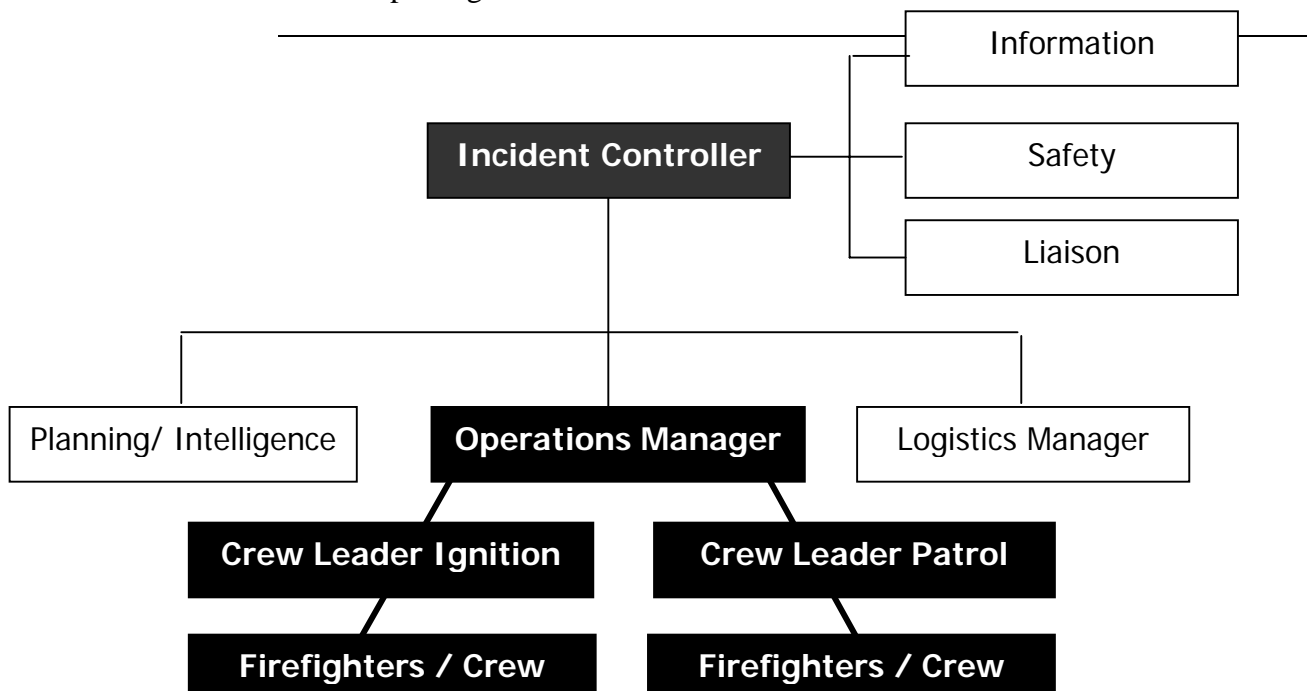 Information
Incident Controller
Safety
Liaison
Planning/ Intelligence
Operations Manager
Logistics Manager
Crew Leader Ignition
Crew Leader Patrol
Firefighters / Crew
Firefighters / Crew